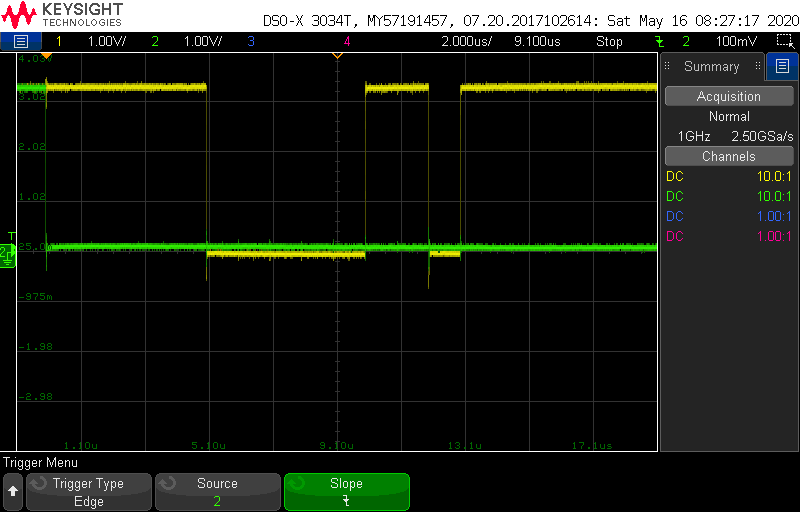 KEYSIGHT
TECHNOLOGIES
DSO-X 3034T, MY57191457, 07.20.2017102614: Sat May 16 08:27:17 2020
1 1.00V/ 2 1.00V/ 3 4 2.000us/ 9.100us Stop 2 100mV
Summary
Acquisition
Normal
1GHz 2.50GSa/s
Channels
DC 10.0:1
DC 10.0:1
DC 1.00:1
DC 1.00:1
4.03V
3.02
2.02
1.02
T
2
25.0
-975m
-1.98
-2.98
1.10u 5.10u 9.10u 13.1u 17.1us
Trigger Menu
Trigger Type
Edge
Source
2
Slope